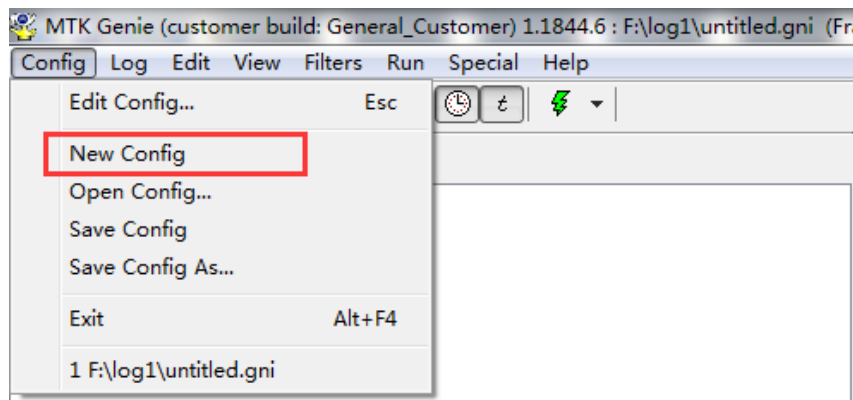 MTK Genie (customer build: General_Customer) 1.1844.6 : F:\log1\untitled.gni (Fr
Config Log Edit View Filters Run Special Help
Edit Config... Esc
t
New Config
Open Config...
Save Config
Save Config As...
Exit Alt+F4
1 F:\log1\untitled.gni